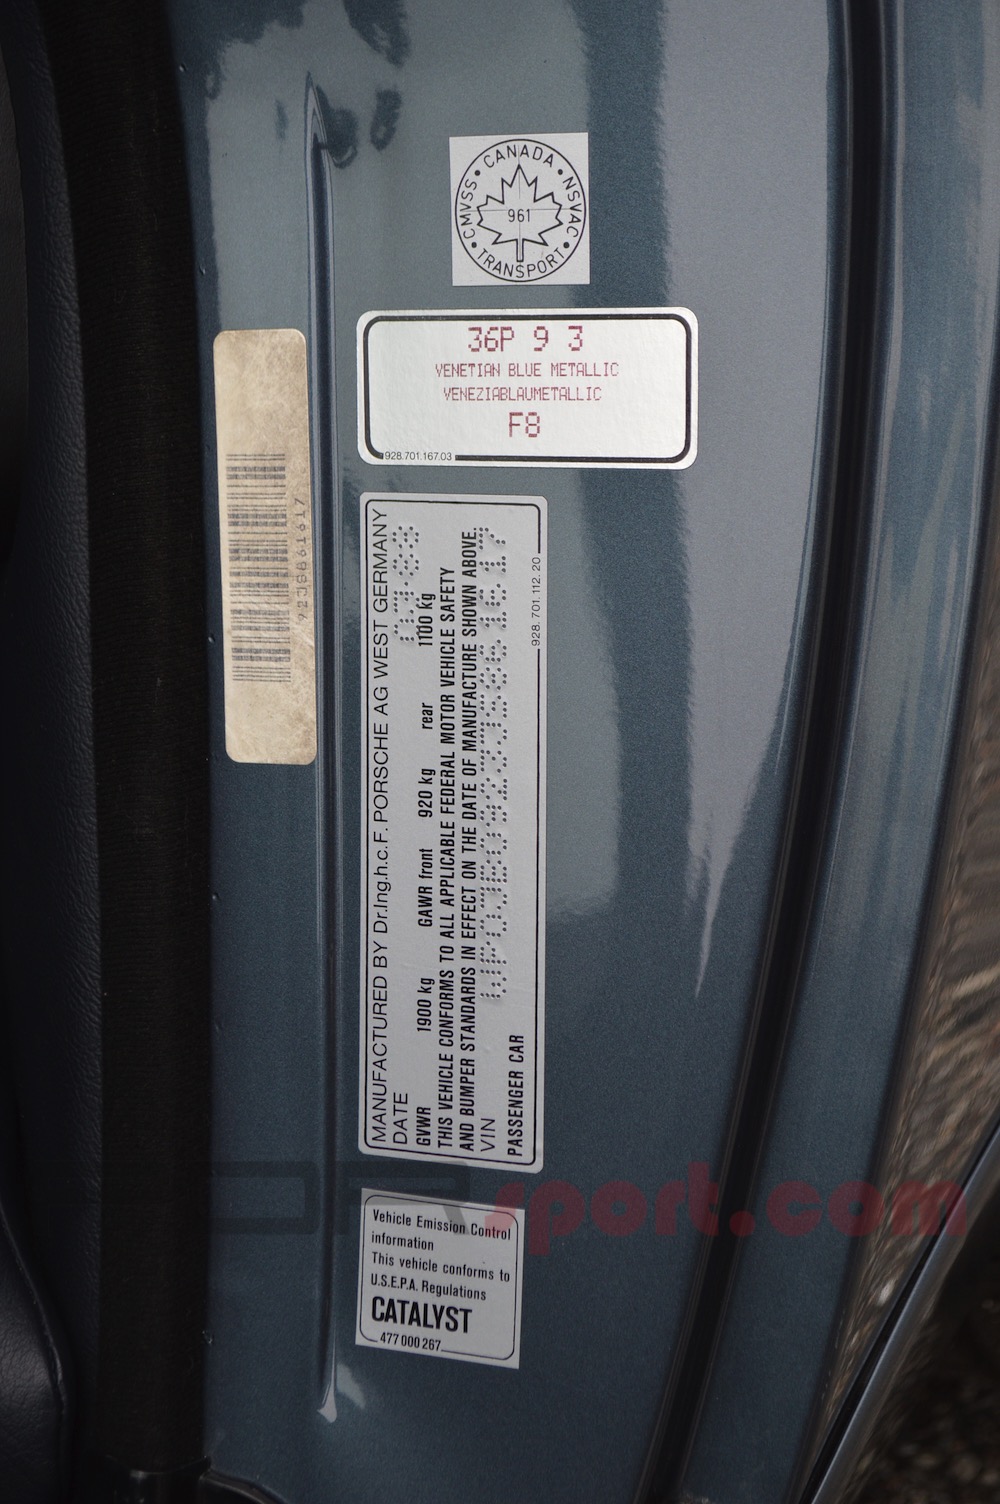 CANADA • NSVAC • TRANSPORT • CMVSS •
961
36P 9 3
VENETIAN BLUE METALLIC
VENEZIABLAUMETALLIC
F8
928.701.167.03
92JS861617
MANUFACTURED BY Dr.Ing.h.c.F. PORSCHE AG WEST GERMANY
DATE 03-88
GVWR 1900 kg GAWR front 920 kg rear 1100 kg
THIS VEHICLE CONFORMS TO ALL APPLICABLE FEDERAL MOTOR VEHICLE SAFETY
AND BUMPER STANDARDS IN EFFECT ON THE DATE OF MANUFACTURE SHOWN ABOVE.
VIN WP0JB0923JS861617
PASSENGER CAR
928. 701. 112. 20
Vehicle Emission Control
information
This vehicle conforms to
U.S.E.P.A. Regulations
CATALYST
477 000 267
sport.com